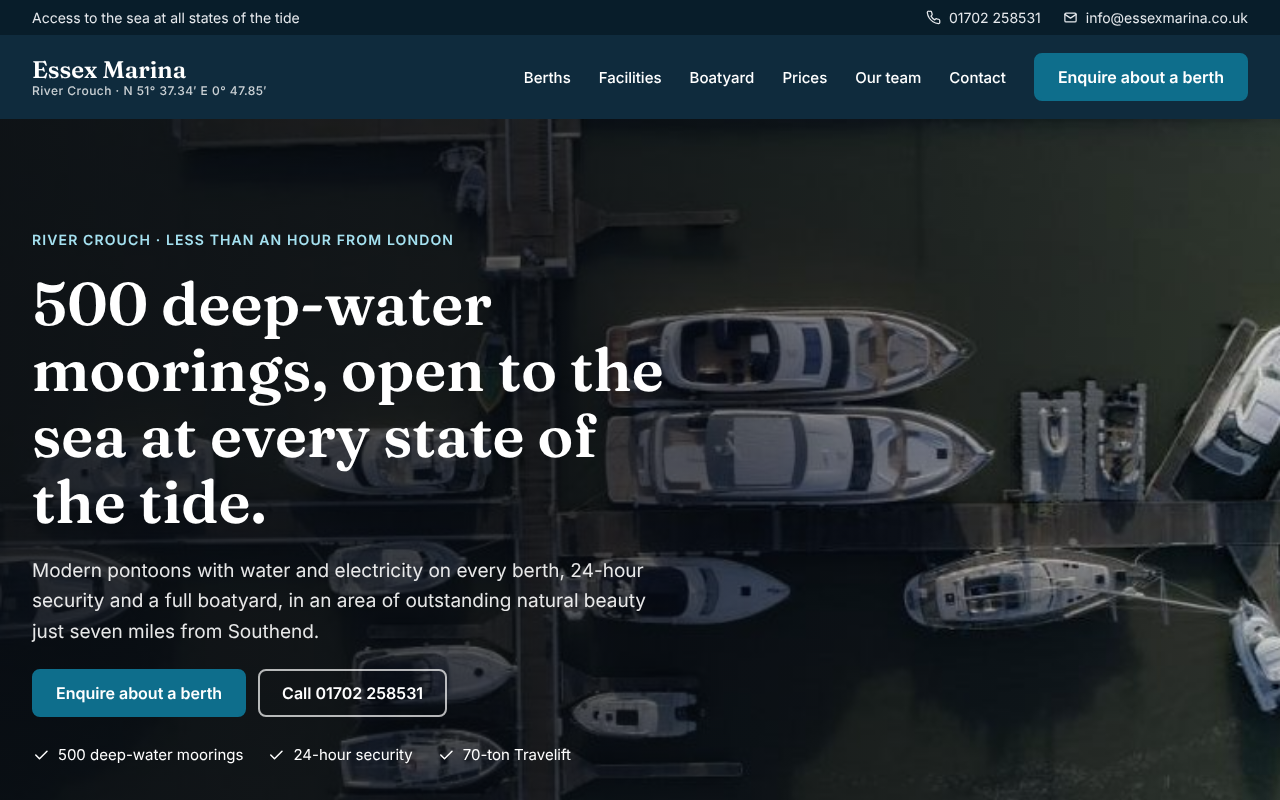 Access to the sea at all states of the tide
01702 258531
info@essexmarina.co.uk
Essex Marina
River Crouch · N 51° 37.34′ E 0° 47.85′
Berths
Facilities
Boatyard
Prices
Our team
Contact
Enquire about a berth
RIVER CROUCH · LESS THAN AN HOUR FROM LONDON
500 deep-water
moorings, open to the
sea at every state of
the tide.
Modern pontoons with water and electricity on every berth, 24-hour
security and a full boatyard, in an area of outstanding natural beauty
just seven miles from Southend.
Enquire about a berth
Call 01702 258531
500 deep-water moorings
24-hour security
70-ton Travelift